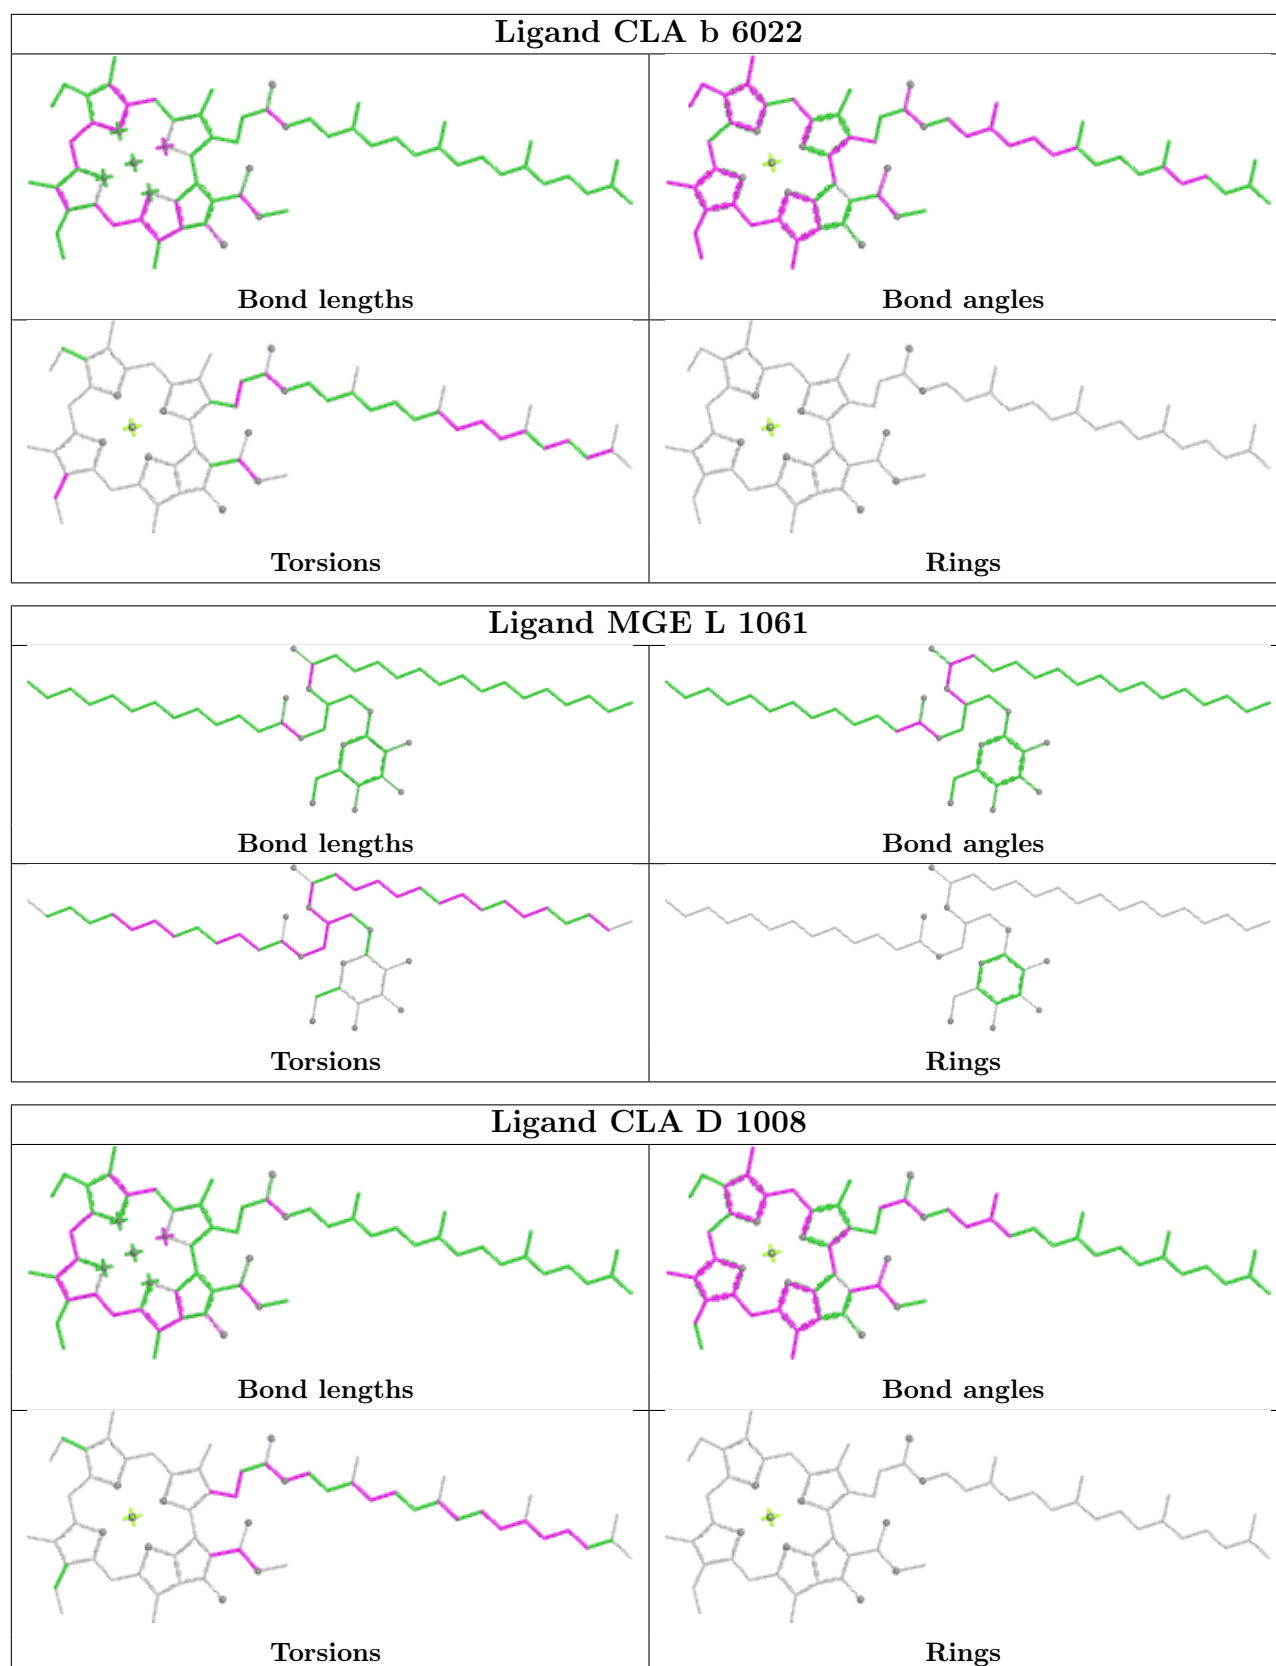 Ligand CLA b 6022
Bond lengths
Bond angles
Torsions
Rings
Ligand MGE L 1061
Bond lengths
Bond angles
Torsions
Rings
Ligand CLA D 1008
Bond lengths
Bond angles
Torsions
Rings